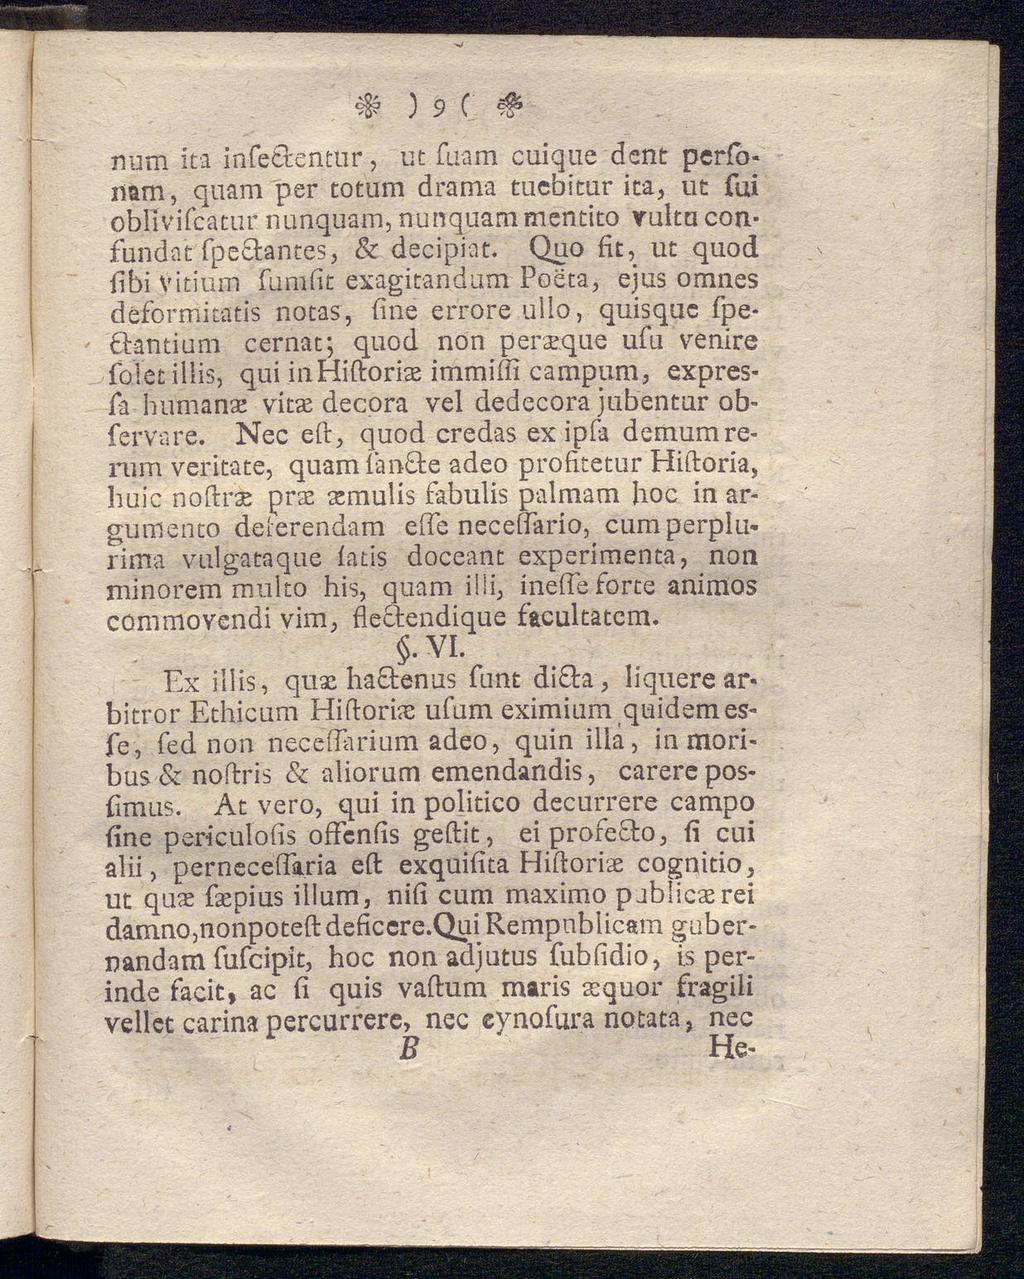 ❉ ) 9 ( ❉
num ita inſectentur, ut ſuam cuique dent perſo-
nam, quam per totum drama tuebitur ita, ut ſui
obliviſcatur nunquam, nunquam mentito vultu con-
fundat ſpectantes, & decipiat. Quo fit, ut quod
ſibi vitium ſumſit exagitandum Poëta, ejus omnes
deformitatis notas, ſine errore ullo, quisque ſpe-
ctantium cernat; quod non peræque uſu venire
ſolet illis, qui in Hiſtoriæ immiſſi campum, expres-
ſa humanæ vitæ decora vel dedecora jubentur ob-
ſervare. Nec eſt, quod credas ex ipſa demum re-
rum veritate, quam ſancte adeo profitetur Hiſtoria,
huic noſtræ præ æmulis fabulis palmam hoc in ar-
gumento deferendam eſſe neceſſario, cum perplu-
rima vulgataque ſatis doceant experimenta, non
minorem multo his, quam illi, ineſſe forte animos
commovendi vim, flectendique facultatem.
§. VI.
Ex illis, quæ hactenus ſunt dicta, liquere ar-
bitror Ethicum Hiſtoriæ uſum eximium quidem es-
ſe, ſed non neceſſarium adeo, quin illa, in mori-
bus & noſtris & aliorum emendandis, carere pos-
ſimus. At vero, qui in politico decurrere campo
ſine periculoſis offenſis geſtit, ei profecto, ſi cui
alii, perneceſſaria eſt exquiſita Hiſtoriæ cognitio,
ut quæ ſæpius illum, niſi cum maximo publicæ rei
damno, non poteſt deficere. Qui Rempublicam guber-
nandam ſuſcipit, hoc non adjutus ſubſidio, is per-
inde facit, ac ſi quis vaſtum maris æquor fragili
vellet carina percurrere, nec cynoſura notata, nec
B He-